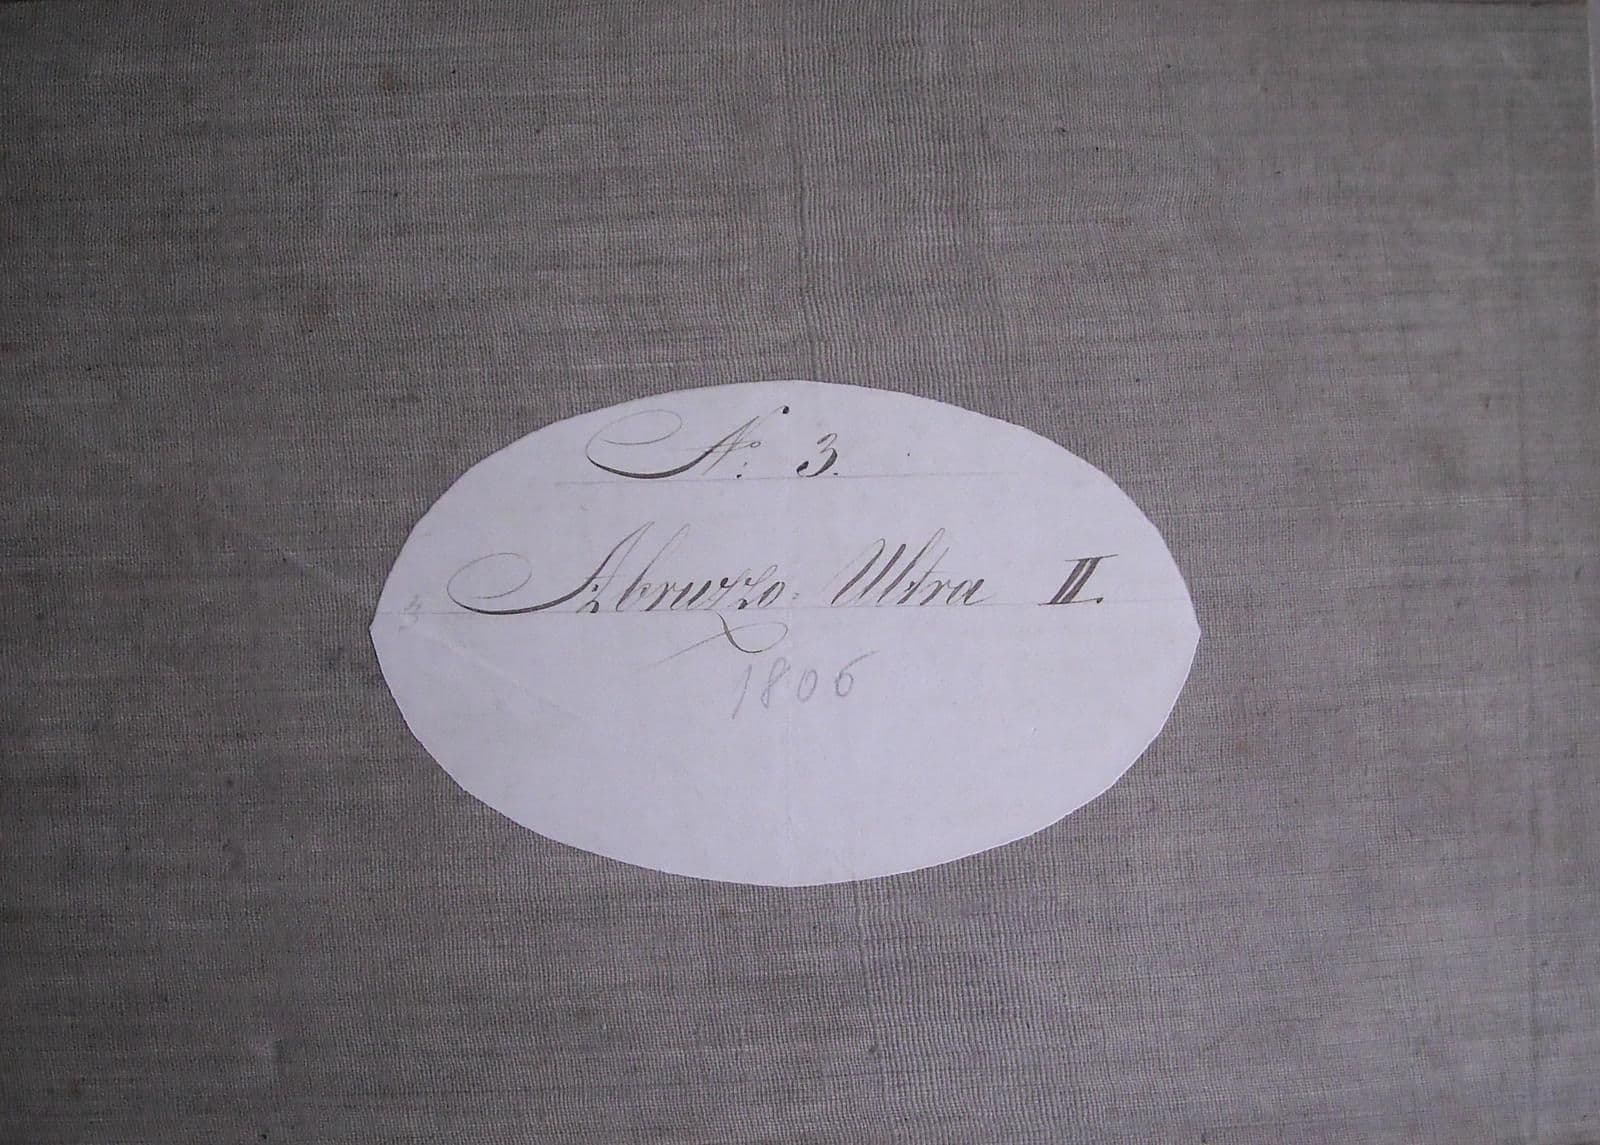 N.º 3.
Abruzzo Ultra II.
1806